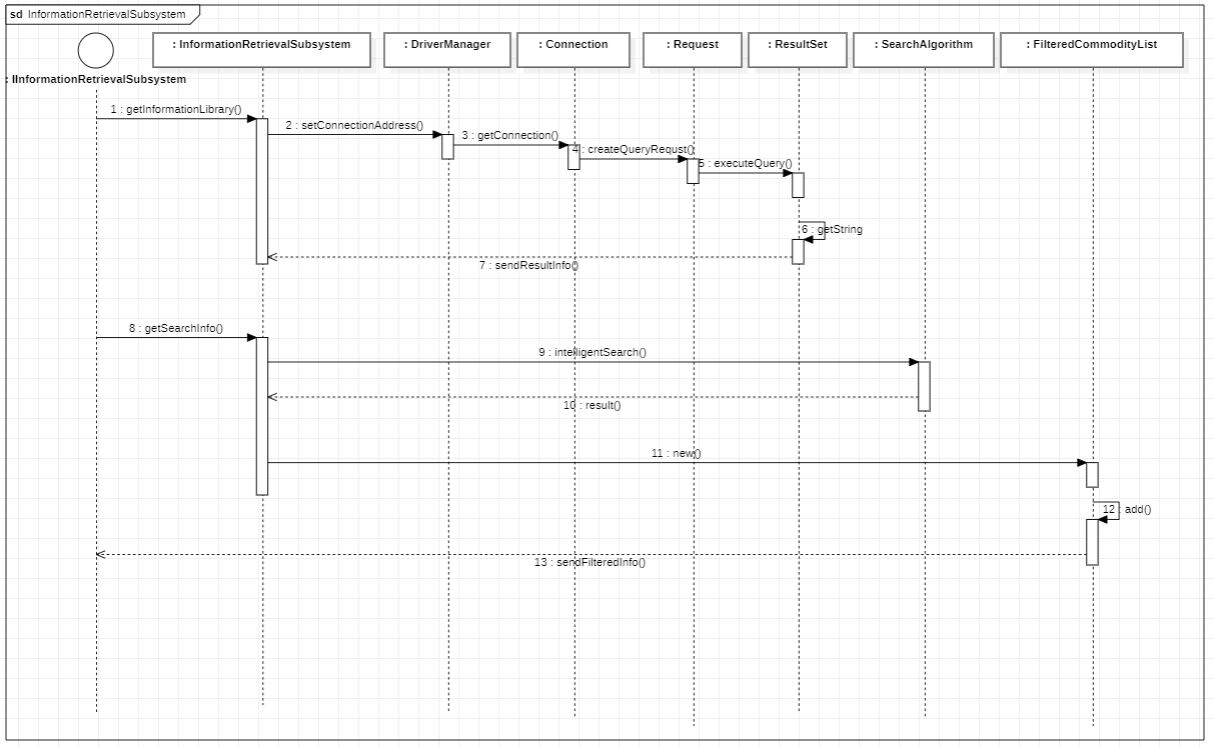 sd InformationRetrievalSubsystem
: InformationRetrievalSubsystem
: DriverManager
: Connection
: Request
: ResultSet
: SearchAlgorithm
: FilteredCommodityList
: IInformationRetrievalSubsystem
1 : getInformationLibrary()
2 : setConnectionAddress()
3 : getConnection()
4 : createQueryRequst()
5 : executeQuery()
6 : getString
7 : sendResultInfo()
8 : getSearchInfo()
9 : intelligentSearch()
10 : result()
11 : new()
12 : add()
13 : sendFilteredInfo()